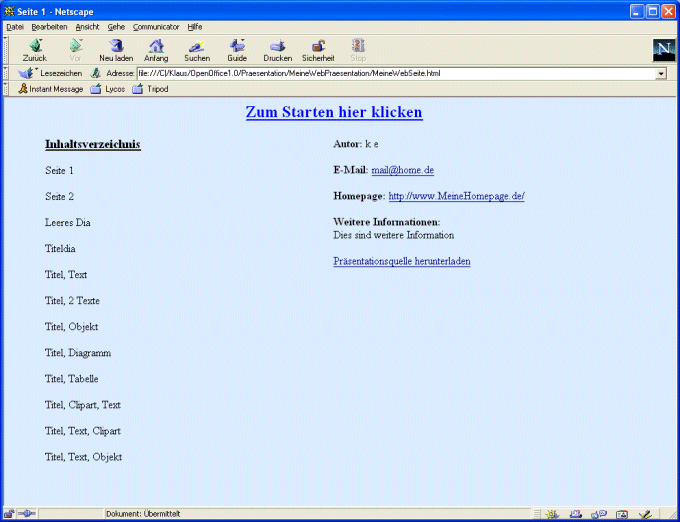 Seite 1 - Netscape
Datei Bearbeiten Ansicht Gehe Communicator Hilfe
Zurück Vor Neu laden Anfang Suchen Guide Drucken Sicherheit Stop
N
Lesezeichen Adresse: file:///C|/Klaus/OpenOffice1.0/Praesentation/MeineWebPraesentation/MeineWebSeite.html
Instant Message Lycos Tripod
Zum Starten hier klicken
Inhaltsverzeichnis
Seite 1
Seite 2
Leeres Dia
Titeldia
Titel, Text
Titel, 2 Texte
Titel, Objekt
Titel, Diagramm
Titel, Tabelle
Titel, Clipart, Text
Titel, Text, Clipart
Titel, Text, Objekt
Autor: k e
E-Mail: mail@home.de
Homepage: http://www.MeineHomepage.de/
Weitere Informationen:
Dies sind weitere Information
Präsentationsquelle herunterladen
Dokument: Übermittelt